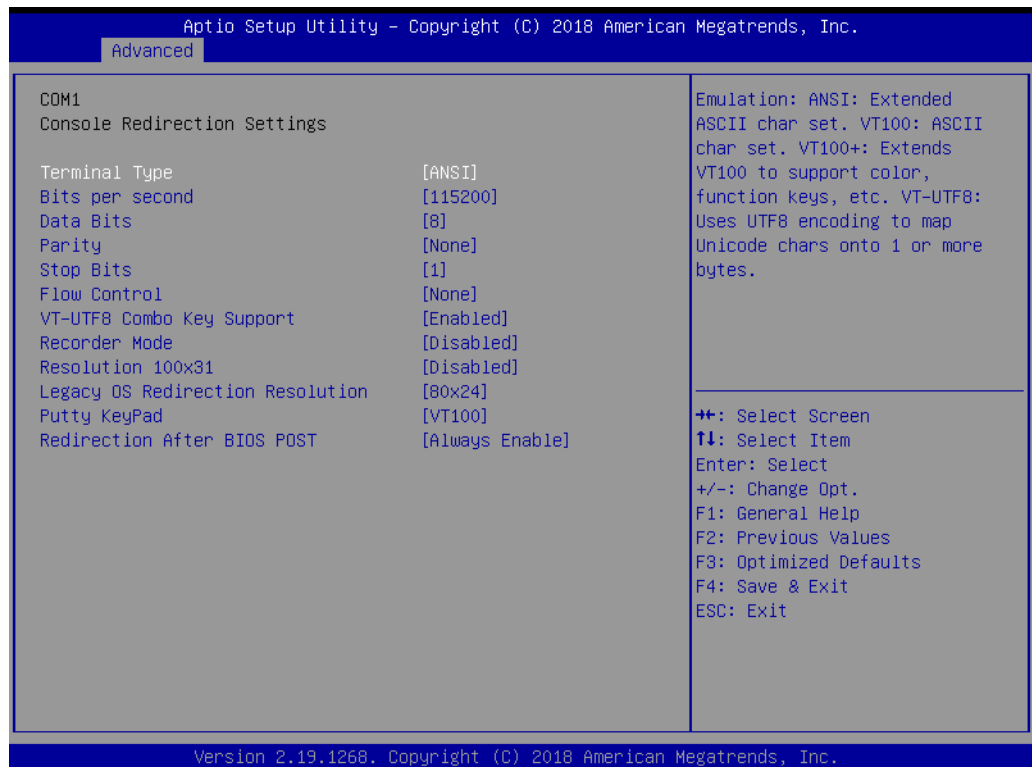 Aptio Setup Utility – Copyright (C) 2018 American Megatrends, Inc.
Advanced
COM1
Console Redirection Settings
Terminal Type [ANSI]
Bits per second [115200]
Data Bits [8]
Parity [None]
Stop Bits [1]
Flow Control [None]
VT-UTF8 Combo Key Support [Enabled]
Recorder Mode [Disabled]
Resolution 100x31 [Disabled]
Legacy OS Redirection Resolution [80x24]
Putty KeyPad [VT100]
Redirection After BIOS POST [Always Enable]
Emulation: ANSI: Extended
ASCII char set. VT100: ASCII
char set. VT100+: Extends
VT100 to support color,
function keys, etc. VT-UTF8:
Uses UTF8 encoding to map
Unicode chars onto 1 or more
bytes.
→←: Select Screen
↑↓: Select Item
Enter: Select
+/-: Change Opt.
F1: General Help
F2: Previous Values
F3: Optimized Defaults
F4: Save & Exit
ESC: Exit
Version 2.19.1268. Copyright (C) 2018 American Megatrends, Inc.